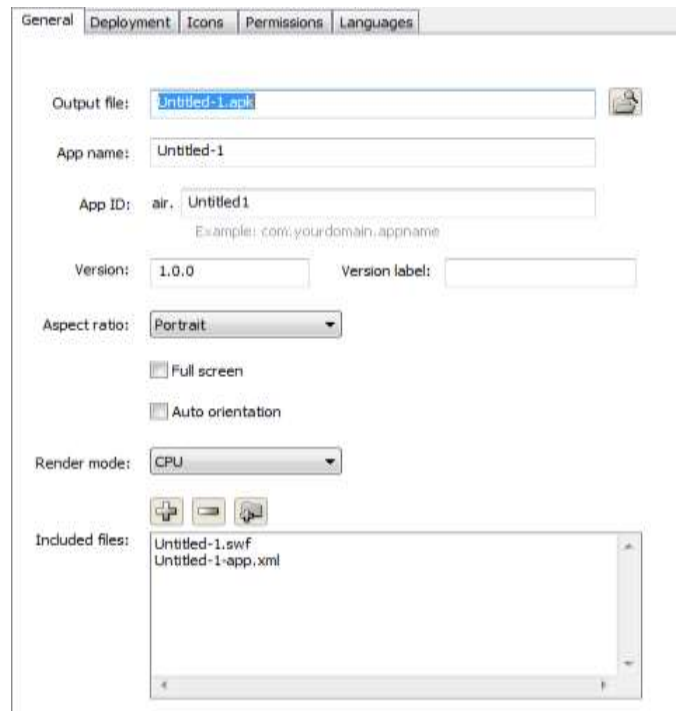 General Deployment Icons Permissions Languages
Output file: Untitled-1.apk
App name: Untitled-1
App ID: air. Untitled1
Example: com.yourdomain.appname
Version: 1.0.0 Version label:
Aspect ratio: Portrait
Full screen
Auto orientation
Render mode: CPU
Included files: Untitled-1.swf
Untitled-1-app.xml